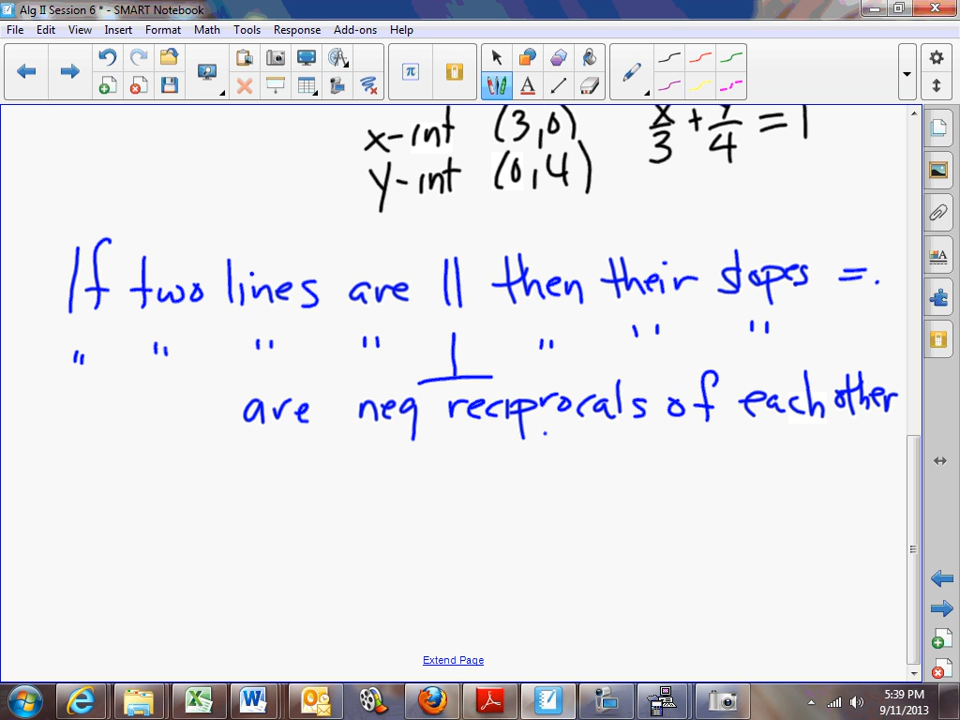 Alg II Session 6 * - SMART Notebook
File Edit View Insert Format Math Tools Response Add-ons Help
x-int (3,0) x/3 + y/4 = 1
y-int (0,4)
If two lines are || then their slopes =.
" " " " ⊥ " " "
are neg reciprocals of each other
Extend Page
5:39 PM
9/11/2013